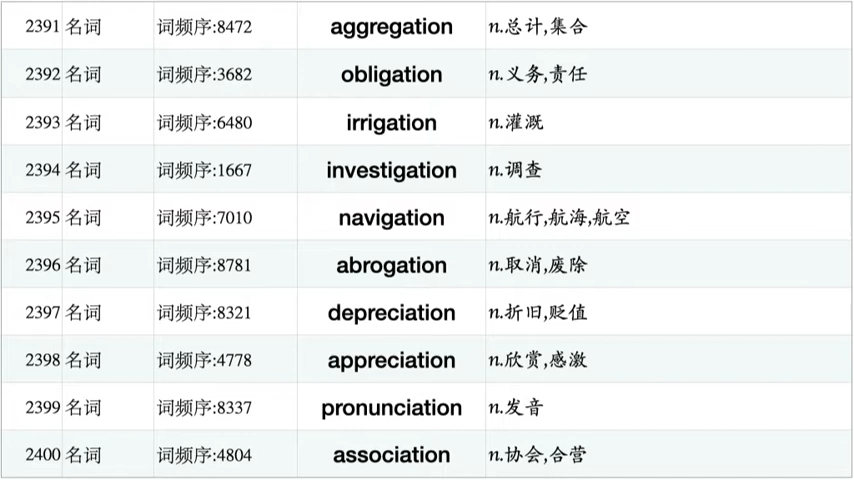 2391 名词 词频序:8472 aggregation n.总计,集合
2392 名词 词频序:3682 obligation n.义务,责任
2393 名词 词频序:6480 irrigation n.灌溉
2394 名词 词频序:1667 investigation n.调查
2395 名词 词频序:7010 navigation n.航行,航海,航空
2396 名词 词频序:8781 abrogation n.取消,废除
2397 名词 词频序:8321 depreciation n.折旧,贬值
2398 名词 词频序:4778 appreciation n.欣赏,感激
2399 名词 词频序:8337 pronunciation n.发音
2400 名词 词频序:4804 association n.协会,合营